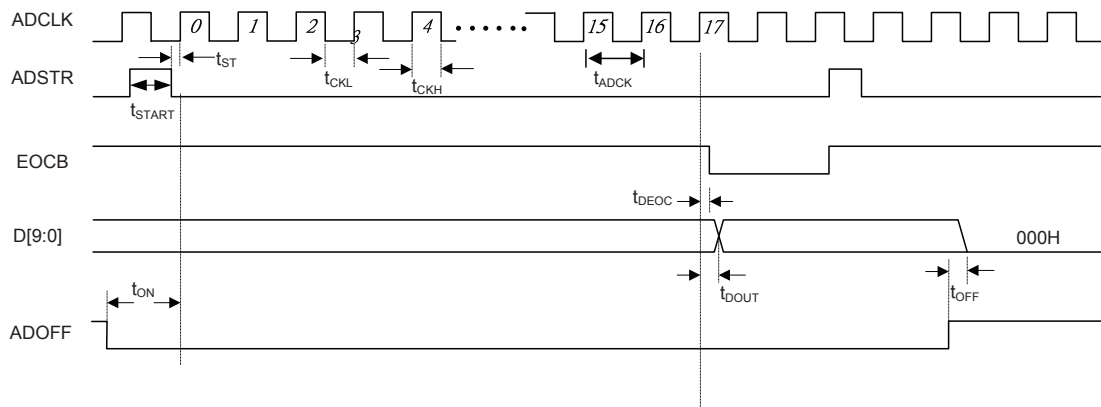 ADCLK 0 1 2 3 4 15 16 17
tST tCKL tCKH tADCK
ADSTR
tSTART
EOCB
tDEOC
D[9:0] 000H
tON tDOUT tOFF
ADOFF